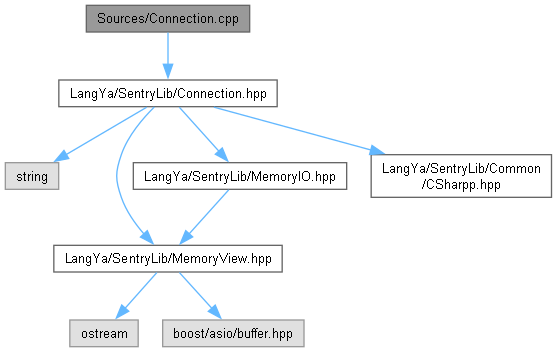 Sources/Connection.cpp
LangYa/SentryLib/Connection.hpp
string
LangYa/SentryLib/MemoryIO.hpp
LangYa/SentryLib/Common
/CSharpp.hpp
LangYa/SentryLib/MemoryView.hpp
ostream
boost/asio/buffer.hpp